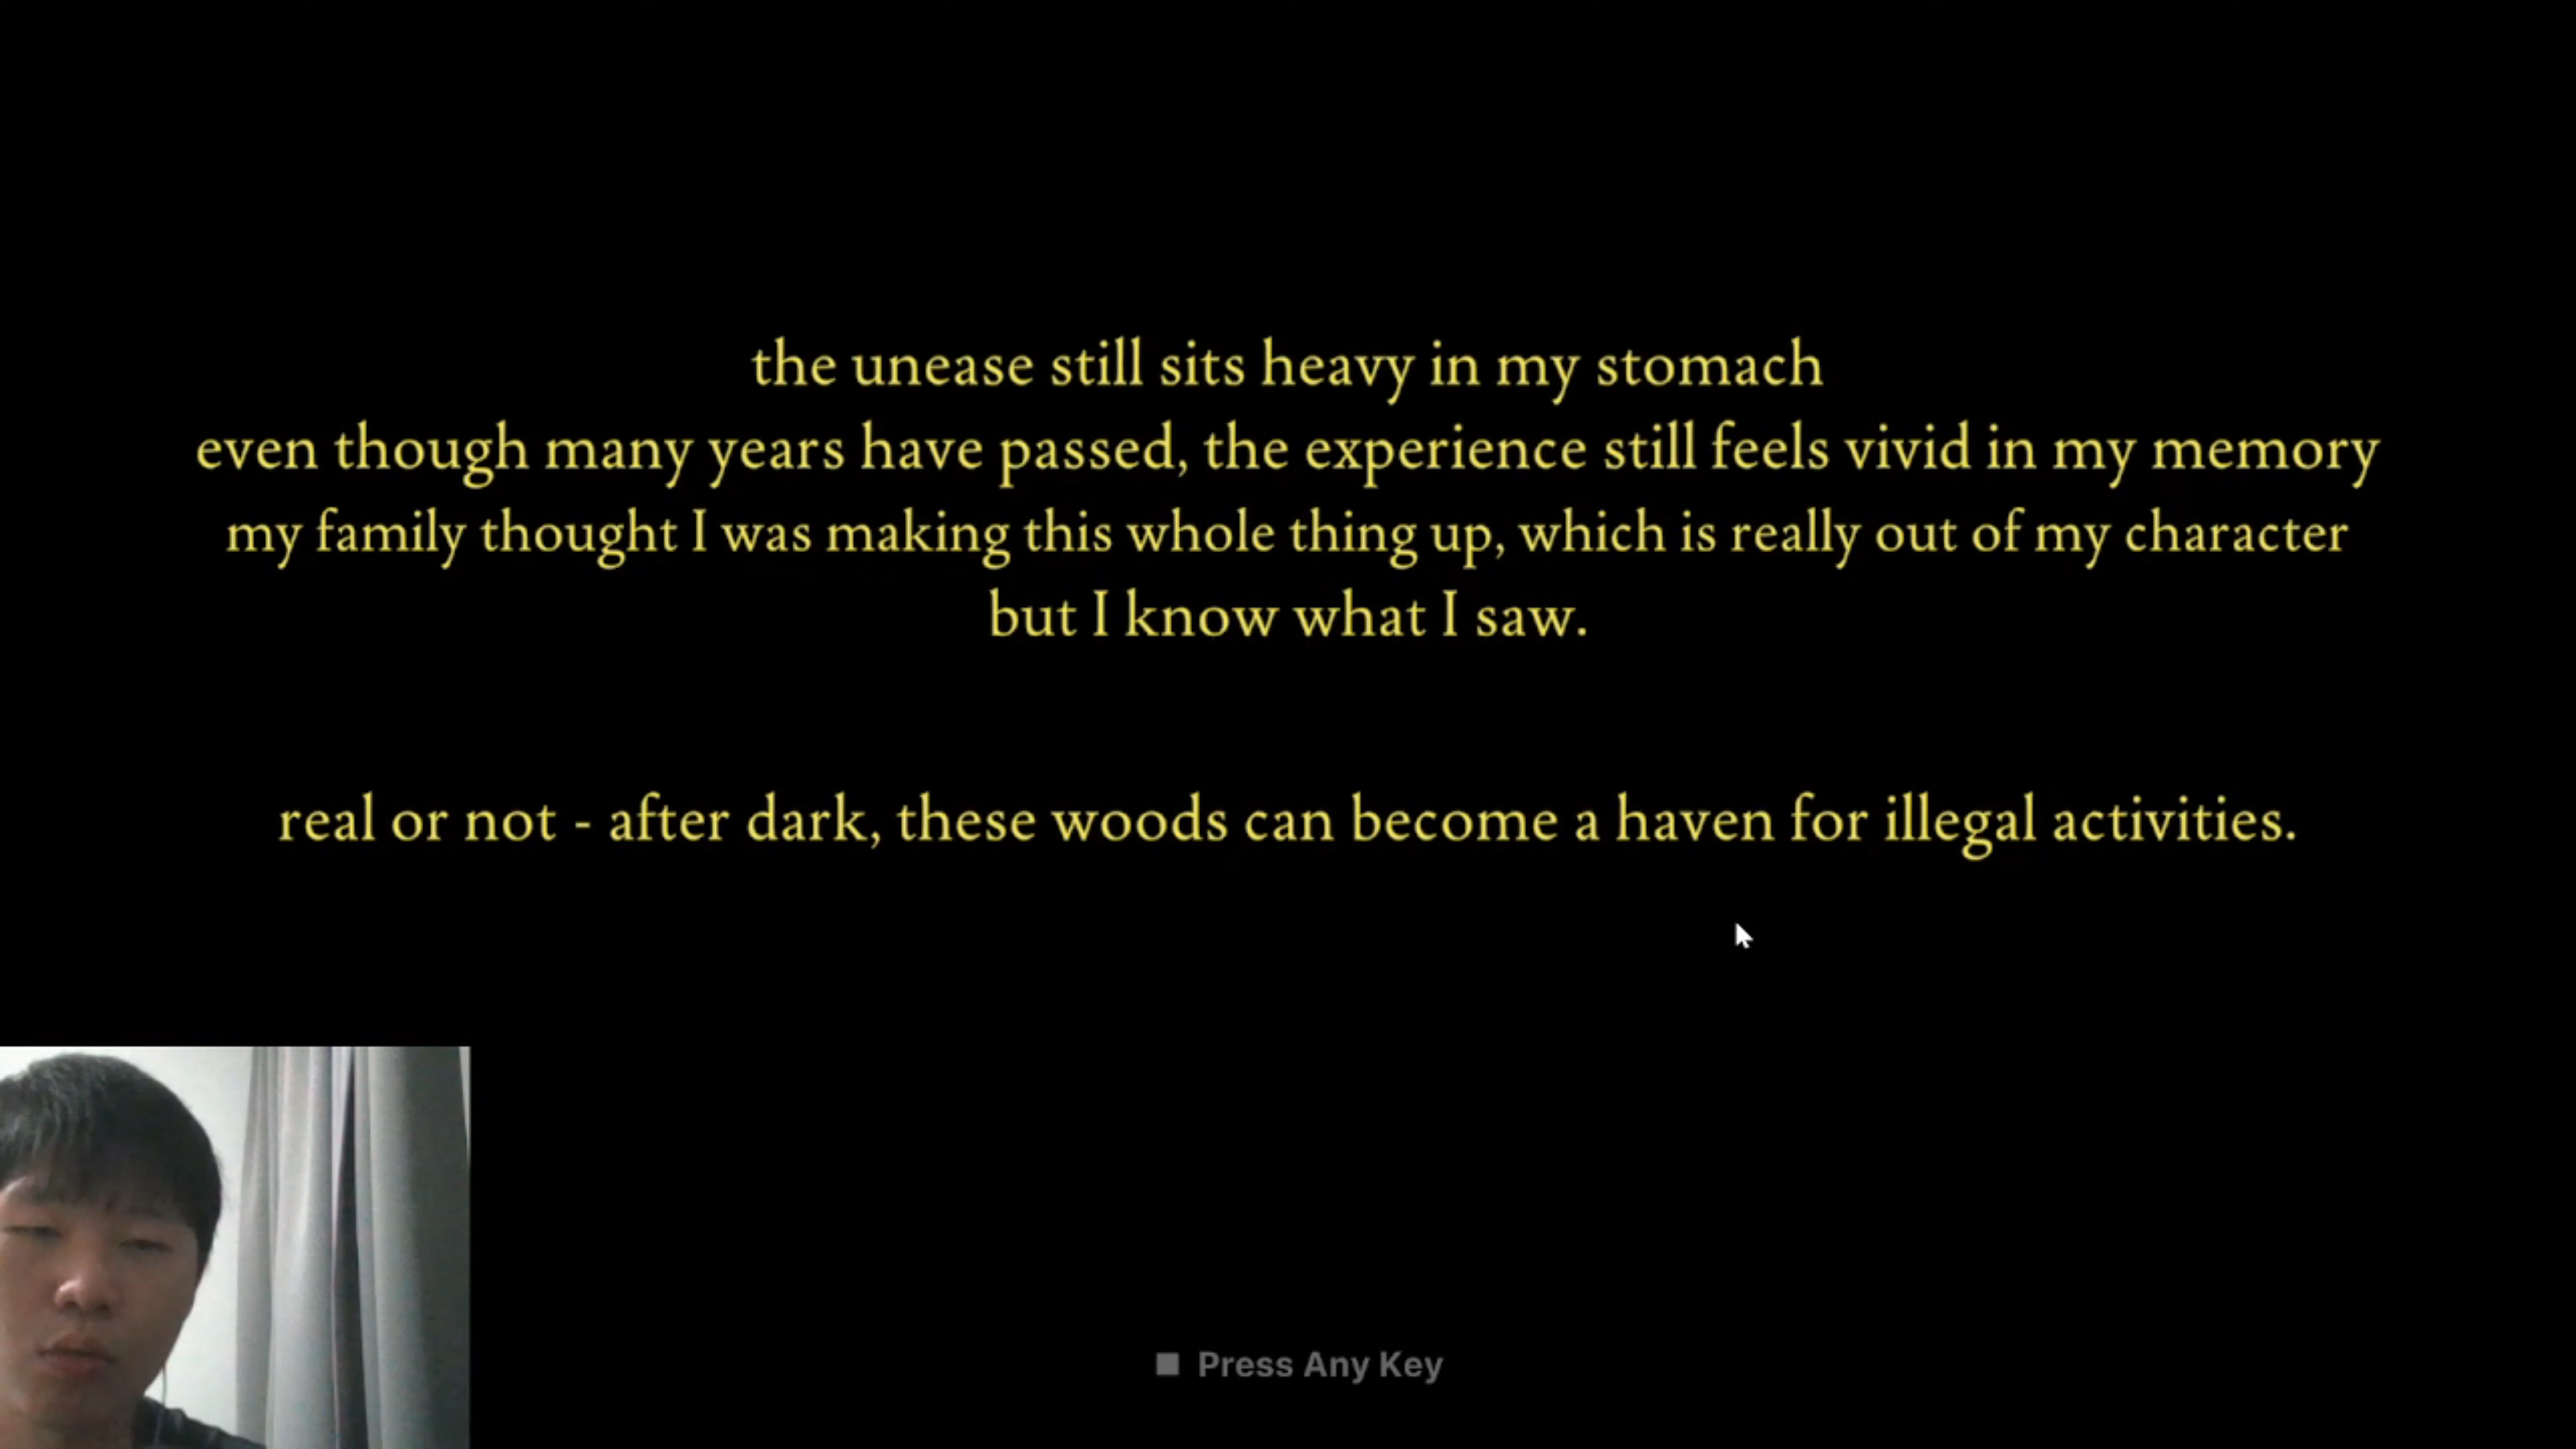 the unease still sits heavy in my stomach
even though many years have passed, the experience still feels vivid in my memory
my family thought I was making this whole thing up, which is really out of my character
but I know what I saw.
real or not - after dark, these woods can become a haven for illegal activities.
Press Any Key